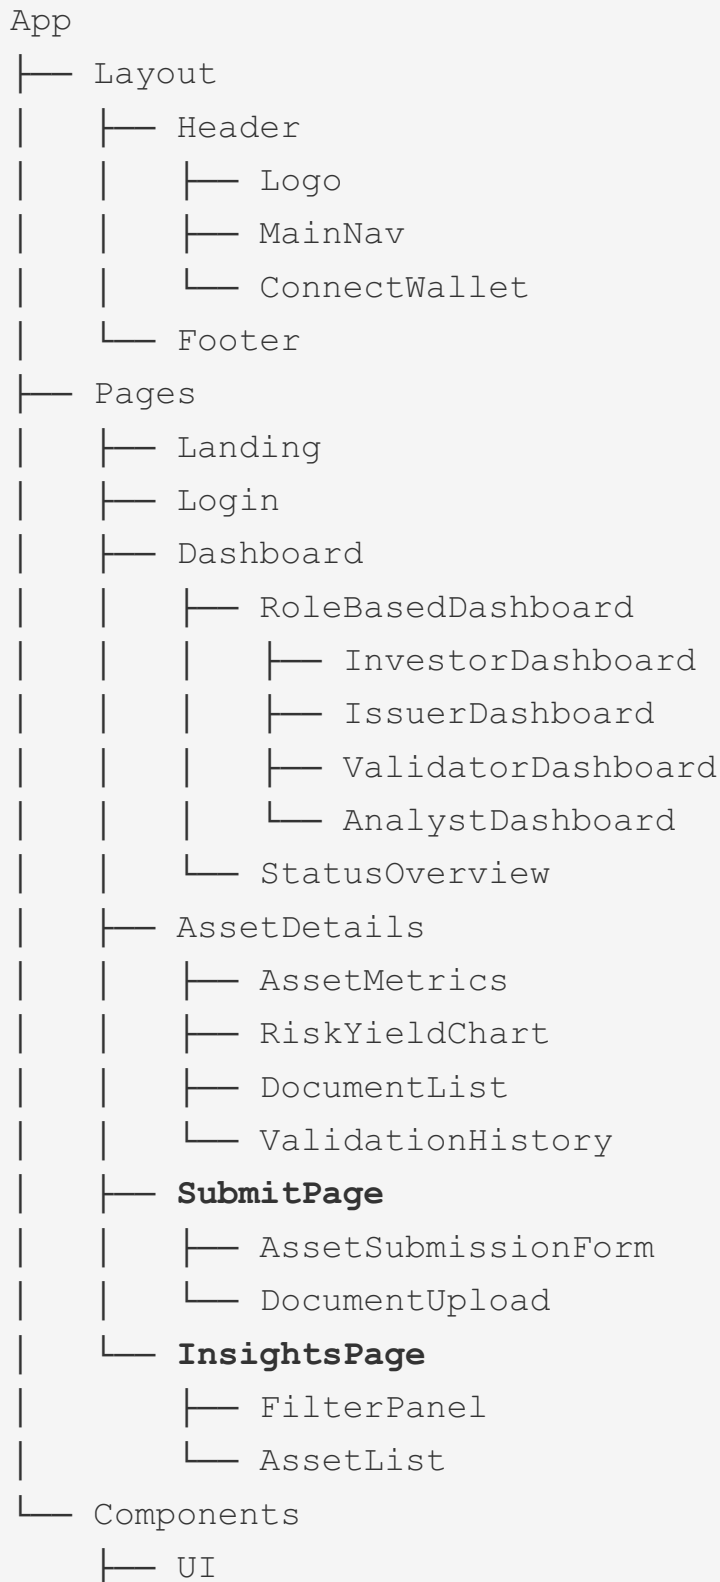 App
├── Layout
│   ├── Header
│   │   ├── Logo
│   │   ├── MainNav
│   │   └── ConnectWallet
│   └── Footer
├── Pages
│   ├── Landing
│   ├── Login
│   ├── Dashboard
│   │   ├── RoleBasedDashboard
│   │   │   ├── InvestorDashboard
│   │   │   ├── IssuerDashboard
│   │   │   ├── ValidatorDashboard
│   │   │   └── AnalystDashboard
│   │   └── StatusOverview
│   ├── AssetDetails
│   │   ├── AssetMetrics
│   │   ├── RiskYieldChart
│   │   ├── DocumentList
│   │   └── ValidationHistory
│   ├── SubmitPage
│   │   ├── AssetSubmissionForm
│   │   └── DocumentUpload
│   └── InsightsPage
│       ├── FilterPanel
│       └── AssetList
└── Components
    ├── UI